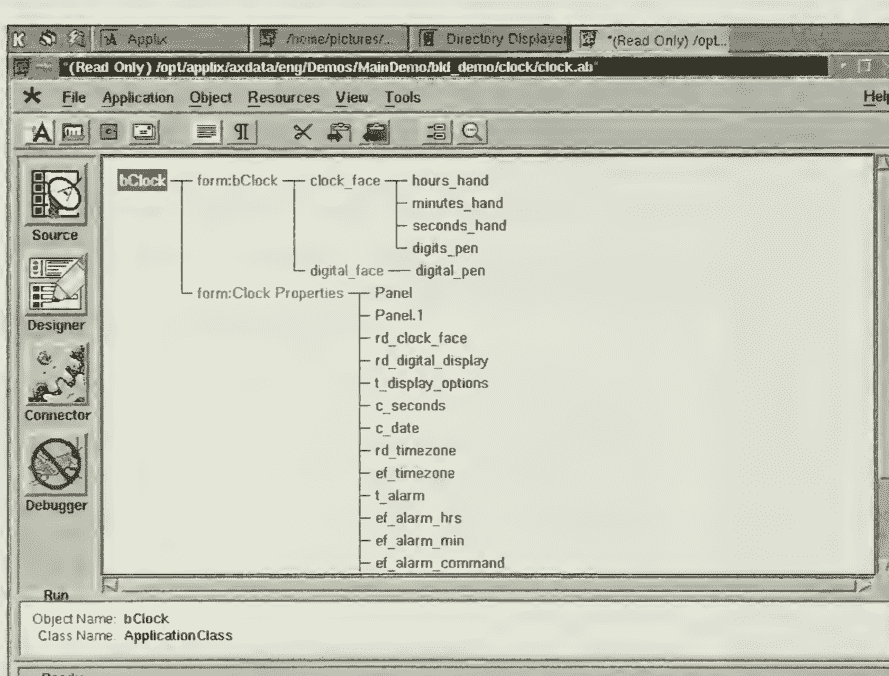 Applix /home/pictures/... Directory Displayer *(Read Only) /opt...
*(Read Only) /opt/applix/axdata/eng/Demos/MainDemo/bld_demo/clock/clock.ab*
File Application Object Resources View Tools Help
bClock form:bClock clock_face hours_hand
minutes_hand
seconds_hand
digits_pen
digital_face digital_pen
form:Clock Properties Panel
Panel.1
rd_clock_face
rd_digital_display
t_display_options
c_seconds
c_date
rd_timezone
ef_timezone
t_alarm
ef_alarm_hrs
ef_alarm_min
ef_alarm_command
Source
Designer
Connector
Debugger
Run
Object Name: bClock
Class Name: ApplicationClass